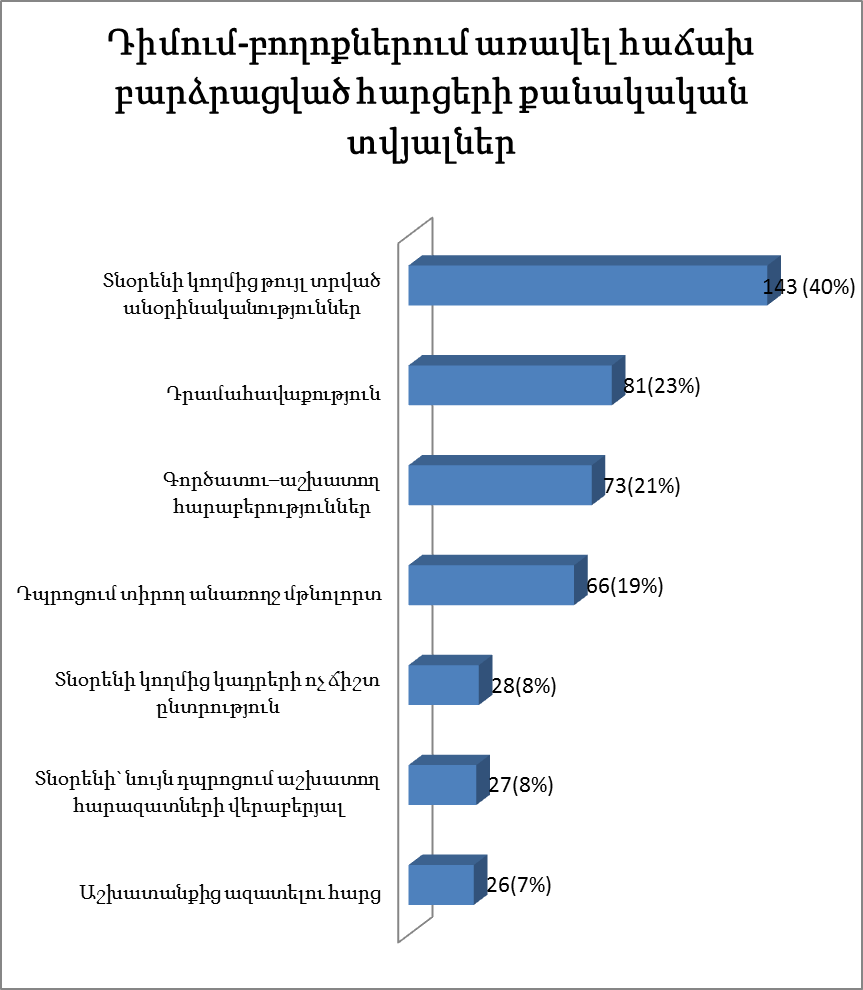 Դիմում-բողոքներում առավել հաճախ
բարձրացված հարցերի քանակական
տվյալներ
Տնօրենի կողմից թույլ տրված
անօրինականություններ
143 (40%)
Դրամահավաքություն
81(23%)
Գործատու–աշխատող
հարաբերություններ
73(21%)
Դպրոցում տիրող անառողջ մթնոլորտ
66(19%)
Տնօրենի կողմից կադրերի ոչ ճիշտ
ընտրություն
28(8%)
Տնօրենի՝ նույն դպրոցում աշխատող
հարազատների վերաբերյալ
27(8%)
Աշխատանքից ազատելու հարց
26(7%)